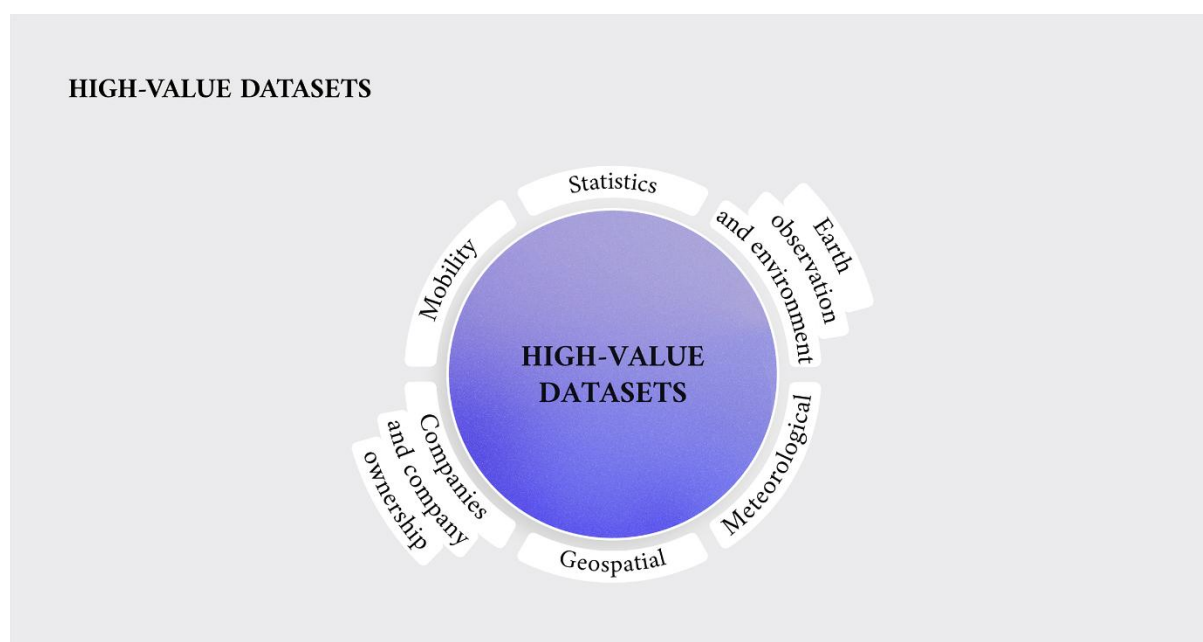 HIGH-VALUE DATASETS
Statistics
Earth
observation
and environment
Meteorological
Geospatial
Companies
and company
ownership
Mobility
HIGH-VALUE
DATASETS